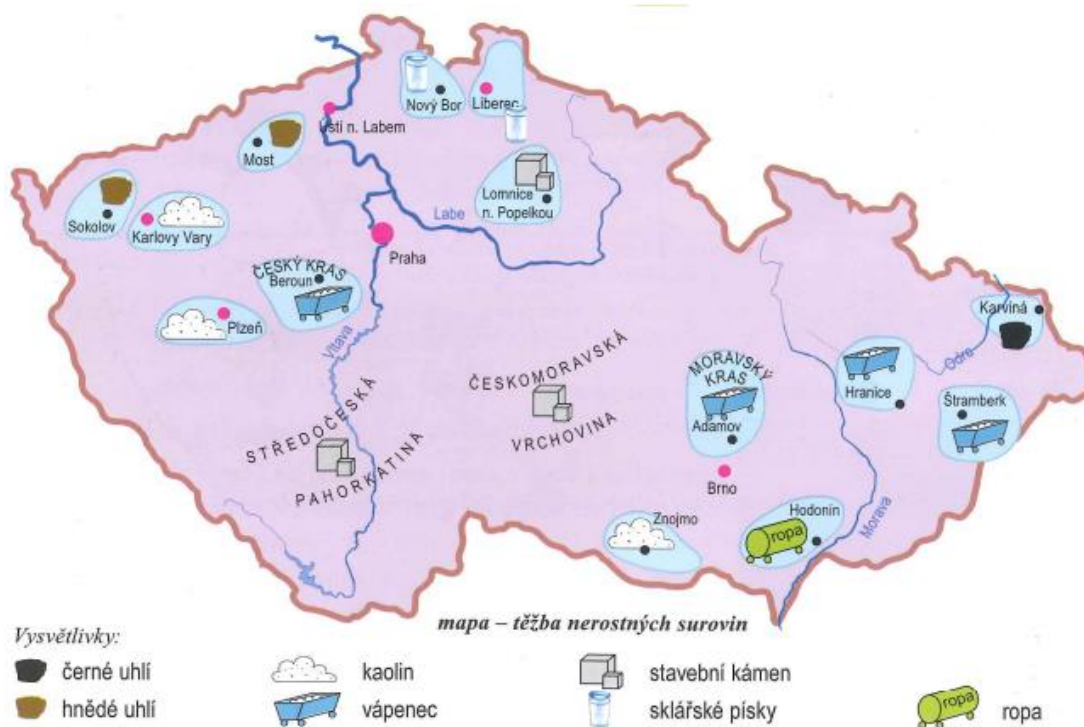 Nový Bor
Liberec
Ústí n. Labem
Most
Lomnice
n. Popelkou
Sokolov
Karlovy Vary
Labe
Praha
ČESKÝ KRAS
Beroun
Plzeň
Vltava
Karviná
Odra
ČESKOMORAVSKÁ
VRCHOVINA
MORAVSKÝ
KRAS
Adamov
Hranice
Štramberk
STŘEDOČESKÁ
PAHORKATINA
Brno
Znojmo
Hodonín
ropa
Morava
mapa – těžba nerostných surovin
Vysvětlivky:
černé uhlí
kaolin
stavební kámen
hnědé uhlí
vápenec
sklářské písky
ropa
ropa